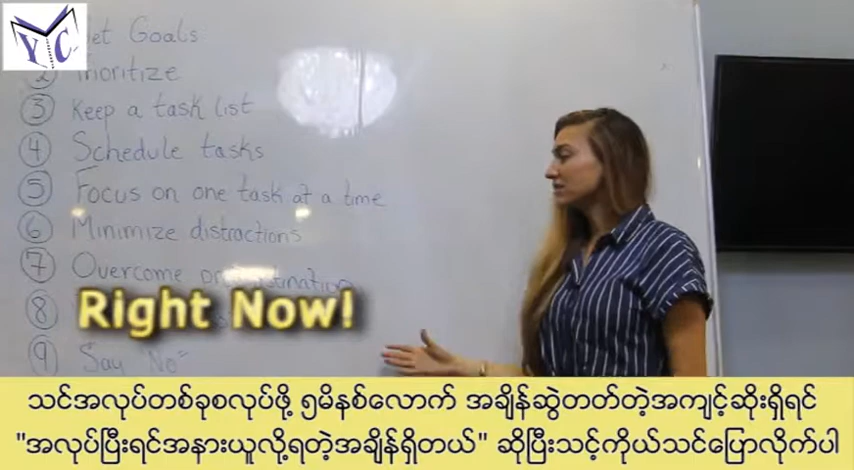 YC
Set Goals
② Prioritize
③ Keep a task list
④ Schedule tasks
⑤ Focus on one task at a time
⑥ Minimize distractions
⑦ Overcome
⑧
Right Now!
⑨ Say "No"
သင်အလုပ်တစ်ခုစလုပ်ဖို့ ၅မိနစ်လောက် အချိန်ဆွဲတတ်တဲ့အကျင့်ဆိုးရှိရင်
"အလုပ်ပြီးရင်အနားယူလို့ရတဲ့အချိန်ရှိတယ်" ဆိုပြီးသင့်ကိုယ်သင်ပြောလိုက်ပါ